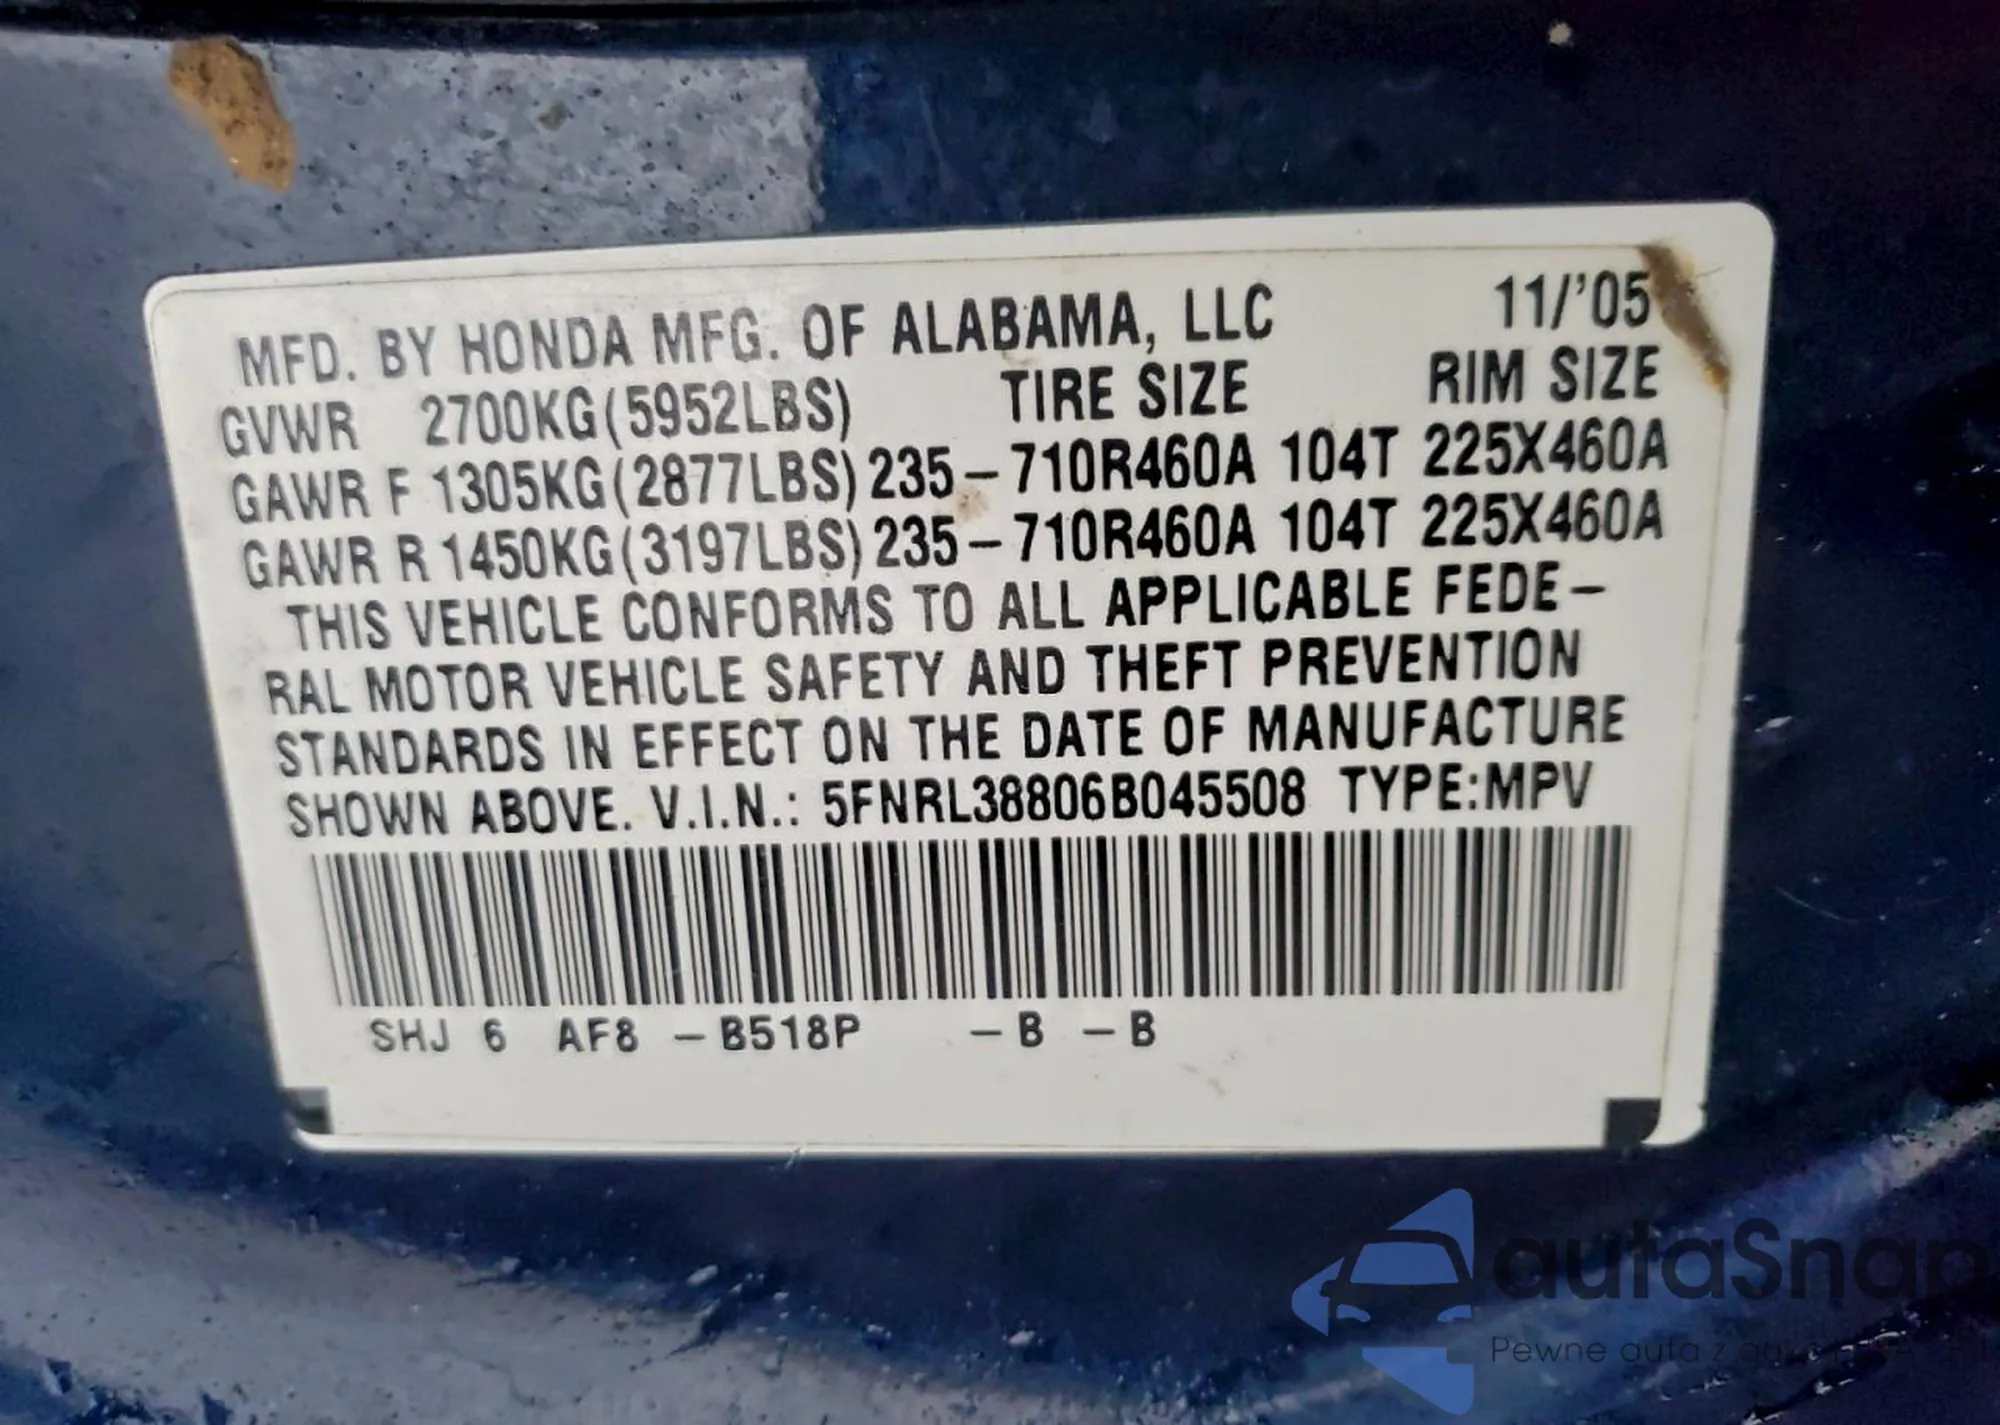 MFD. BY HONDA MFG. OF ALABAMA, LLC 11/'05
GVWR 2700KG(5952LBS) TIRE SIZE RIM SIZE
GAWR F 1305KG(2877LBS) 235-710R460A 104T 225X460A
GAWR R 1450KG(3197LBS) 235-710R460A 104T 225X460A
THIS VEHICLE CONFORMS TO ALL APPLICABLE FEDE-
RAL MOTOR VEHICLE SAFETY AND THEFT PREVENTION
STANDARDS IN EFFECT ON THE DATE OF MANUFACTURE
SHOWN ABOVE. V.I.N.: 5FNRL38806B045508 TYPE:MPV
SHJ 6 AF8 -B518P -B -B
autaSnap
Pewne auta z